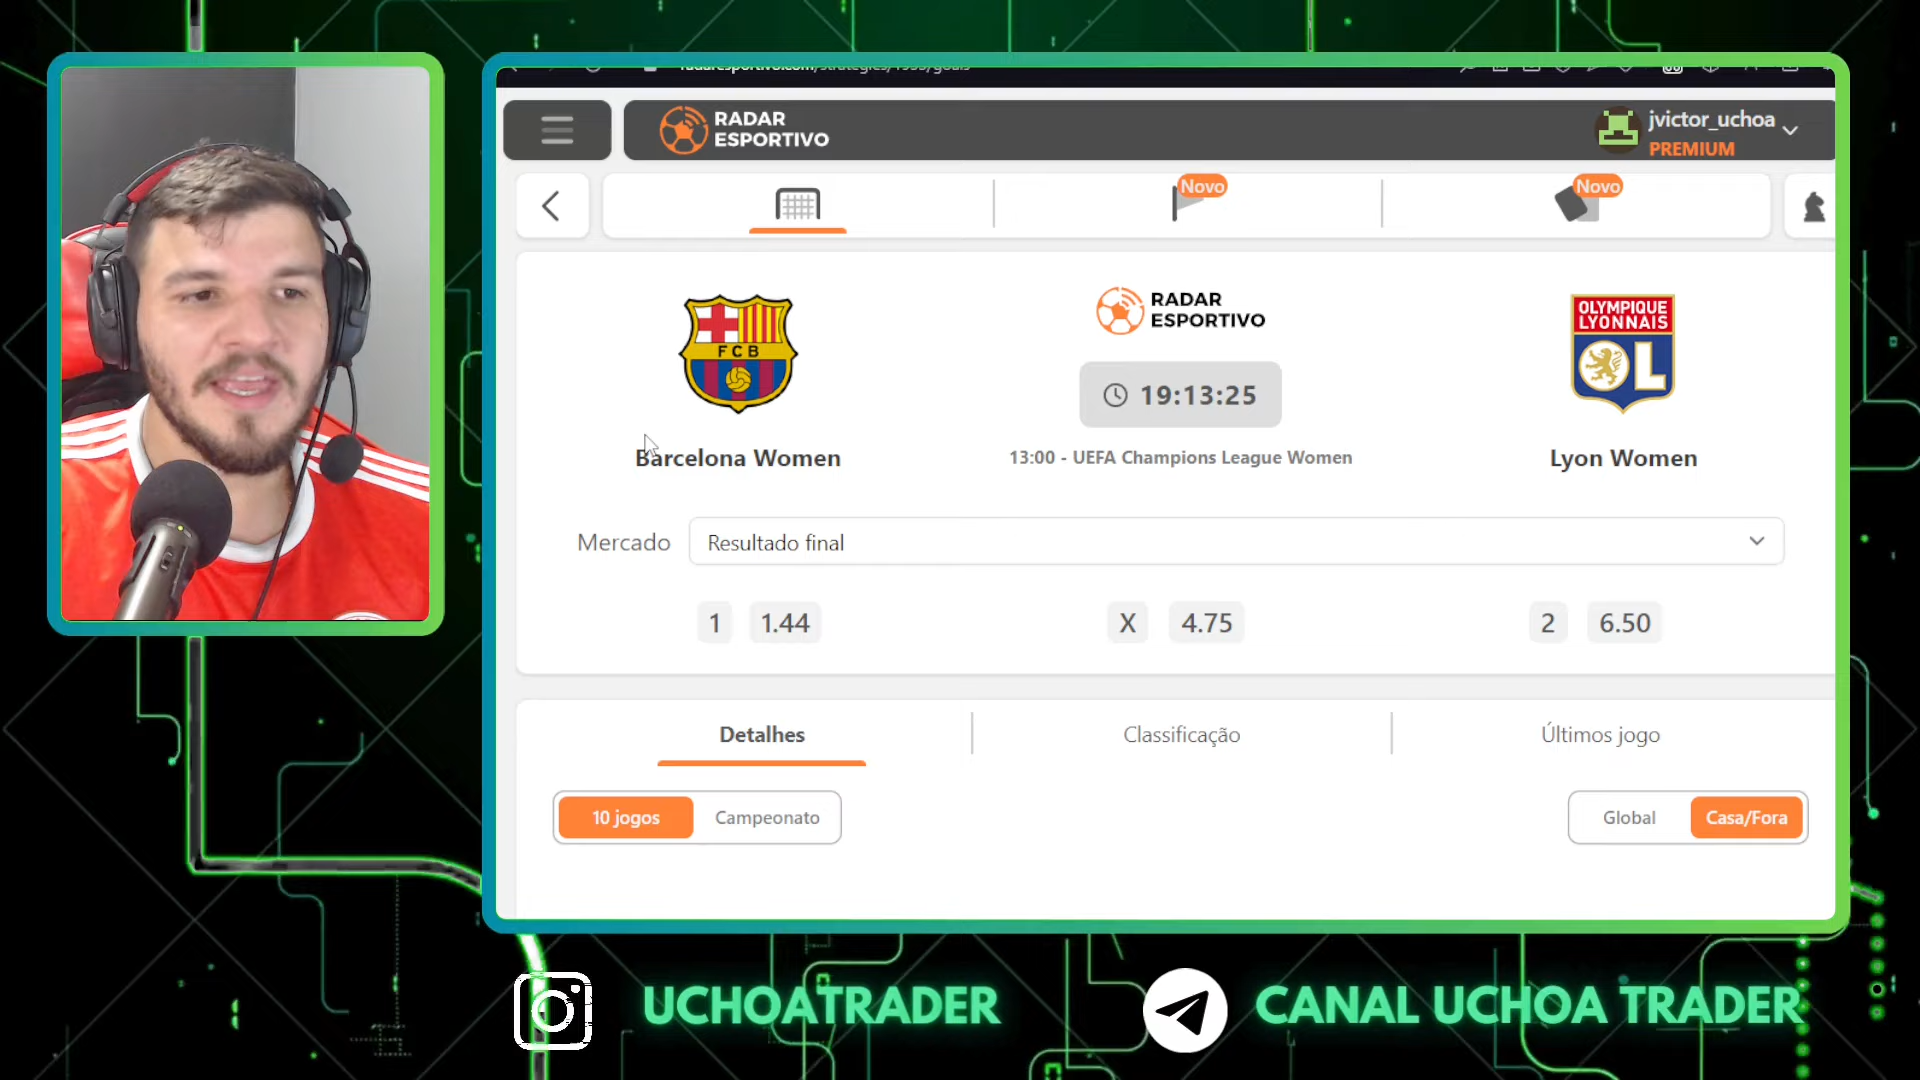 RADAR
ESPORTIVO
jvictor_uchoa
PREMIUM
Novo
Novo
FCB
RADAR
ESPORTIVO
OLYMPIQUE
LYONNAIS
OL
19:13:25
Barcelona Women
13:00 - UEFA Champions League Women
Lyon Women
Mercado
Resultado final
1
1.44
X
4.75
2
6.50
Detalhes
Classificação
Últimos jogo
10 jogos
Campeonato
Global
Casa/Fora
UCHOATRADER
CANAL UCHOA TRADER